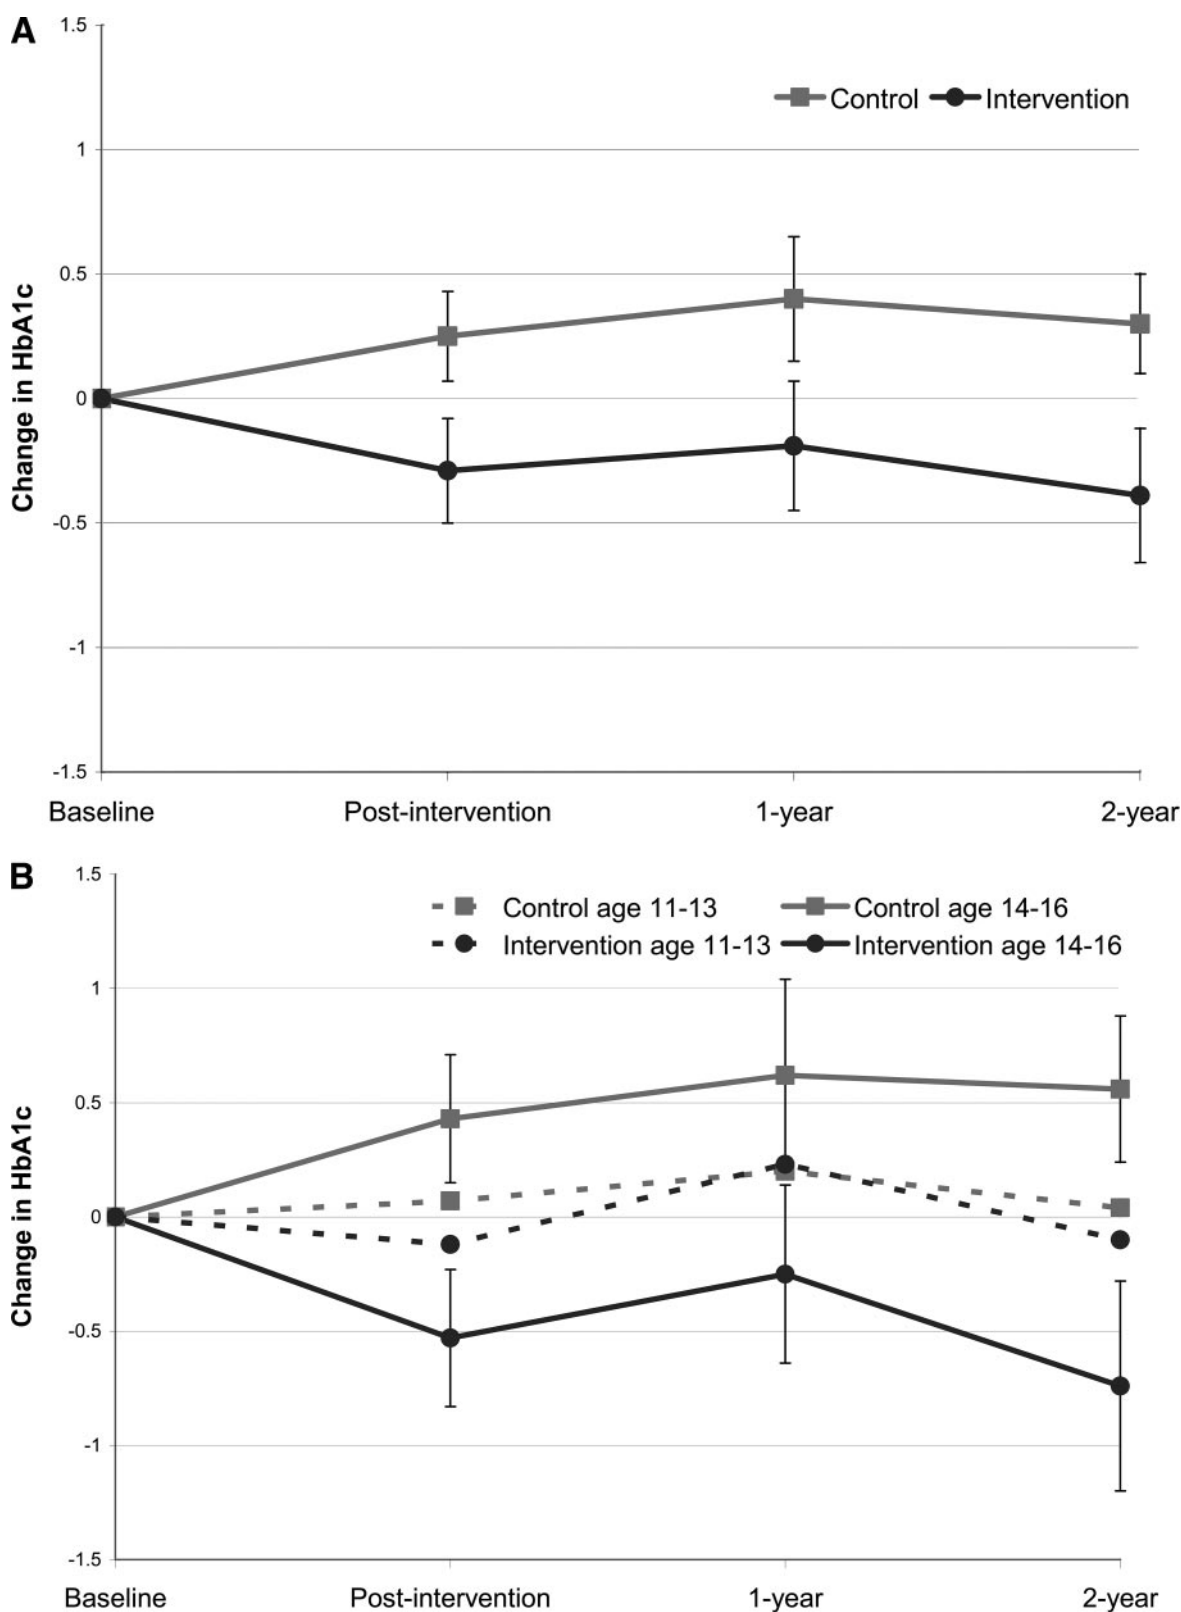 A
1.5
Control Intervention
1
0.5
0
-0.5
-1
-1.5
Change in HbA1c
Baseline Post-intervention 1-year 2-year
B
1.5
Control age 11-13 Control age 14-16
Intervention age 11-13 Intervention age 14-16
1
0.5
0
-0.5
-1
-1.5
Change in HbA1c
Baseline Post-intervention 1-year 2-year